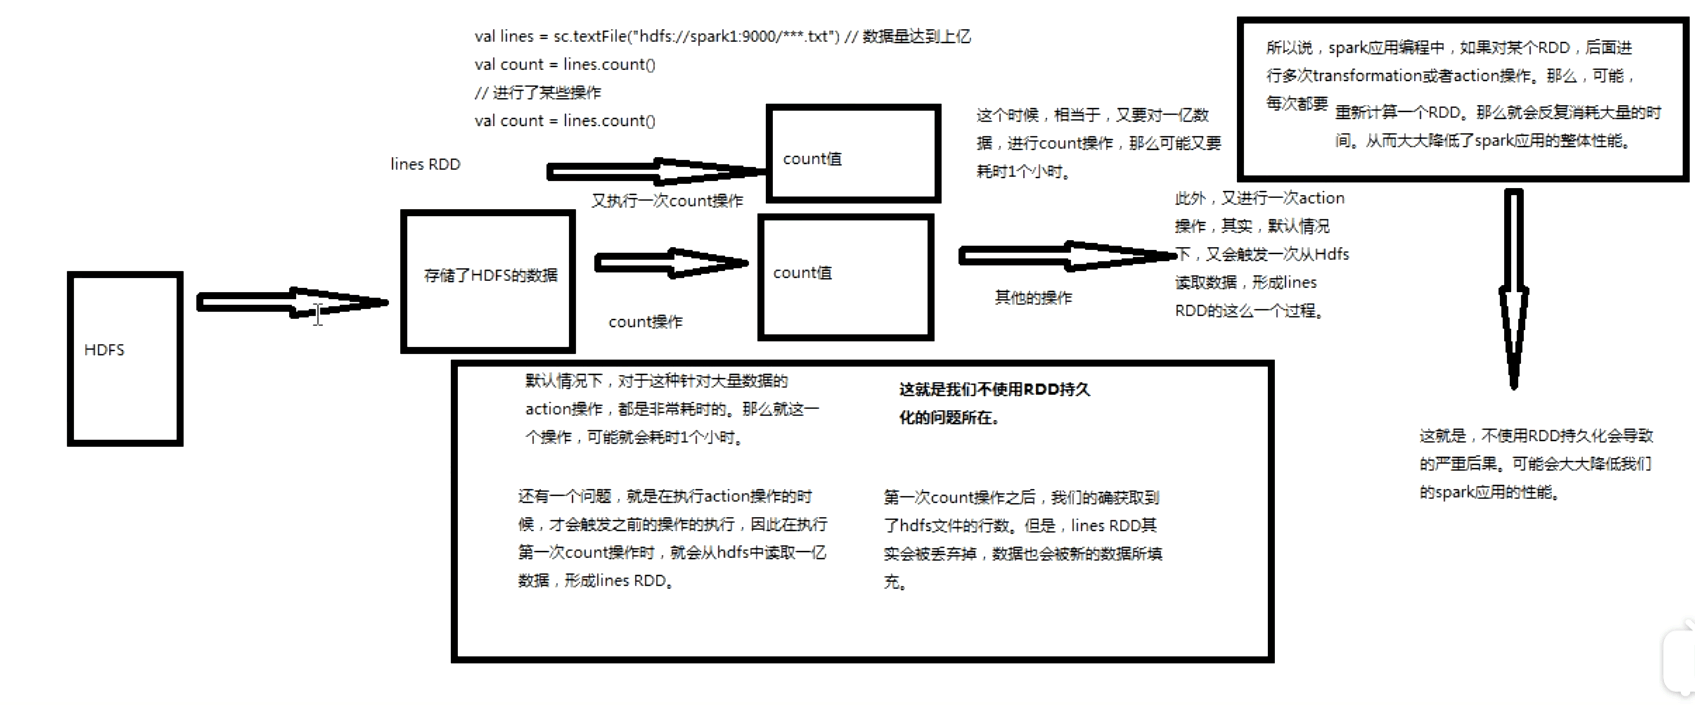 val lines = sc.textFile("hdfs://spark1:9000/***.txt") // 数据量达到上亿
val count = lines.count()
// 进行了某些操作
val count = lines.count()
所以说，spark应用编程中，如果对某个RDD，后面进
行多次transformation或者action操作。那么，可能，
每次都要
重新计算一个RDD。那么就会反复消耗大量的时
间。从而大大降低了spark应用的整体性能。
lines RDD
又执行一次count操作
count值
这个时候，相当于，又要对一亿数
据，进行count操作，那么可能又要
耗时1个小时。
HDFS
存储了HDFS的数据
count操作
count值
其他的操作
此外，又进行一次action
操作，其实，默认情况
下，又会触发一次从Hdfs
读取数据，形成lines
RDD的这么一个过程。
默认情况下，对于这种针对大量数据的
action操作，都是非常耗时的。那么就这一
个操作，可能就会耗时1个小时。
这就是我们不使用RDD持久
化的问题所在。
还有一个问题，就是在执行action操作的时
候，才会触发之前的操作的执行，因此在执行
第一次count操作时，就会从hdfs中读取一亿
数据，形成lines RDD。
第一次count操作之后，我们的确获取到
了hdfs文件的行数。但是，lines RDD其
实会被丢弃掉，数据也会被新的数据所填
充。
这就是，不使用RDD持久化会导致
的严重后果。可能会大大降低我们
的spark应用的性能。